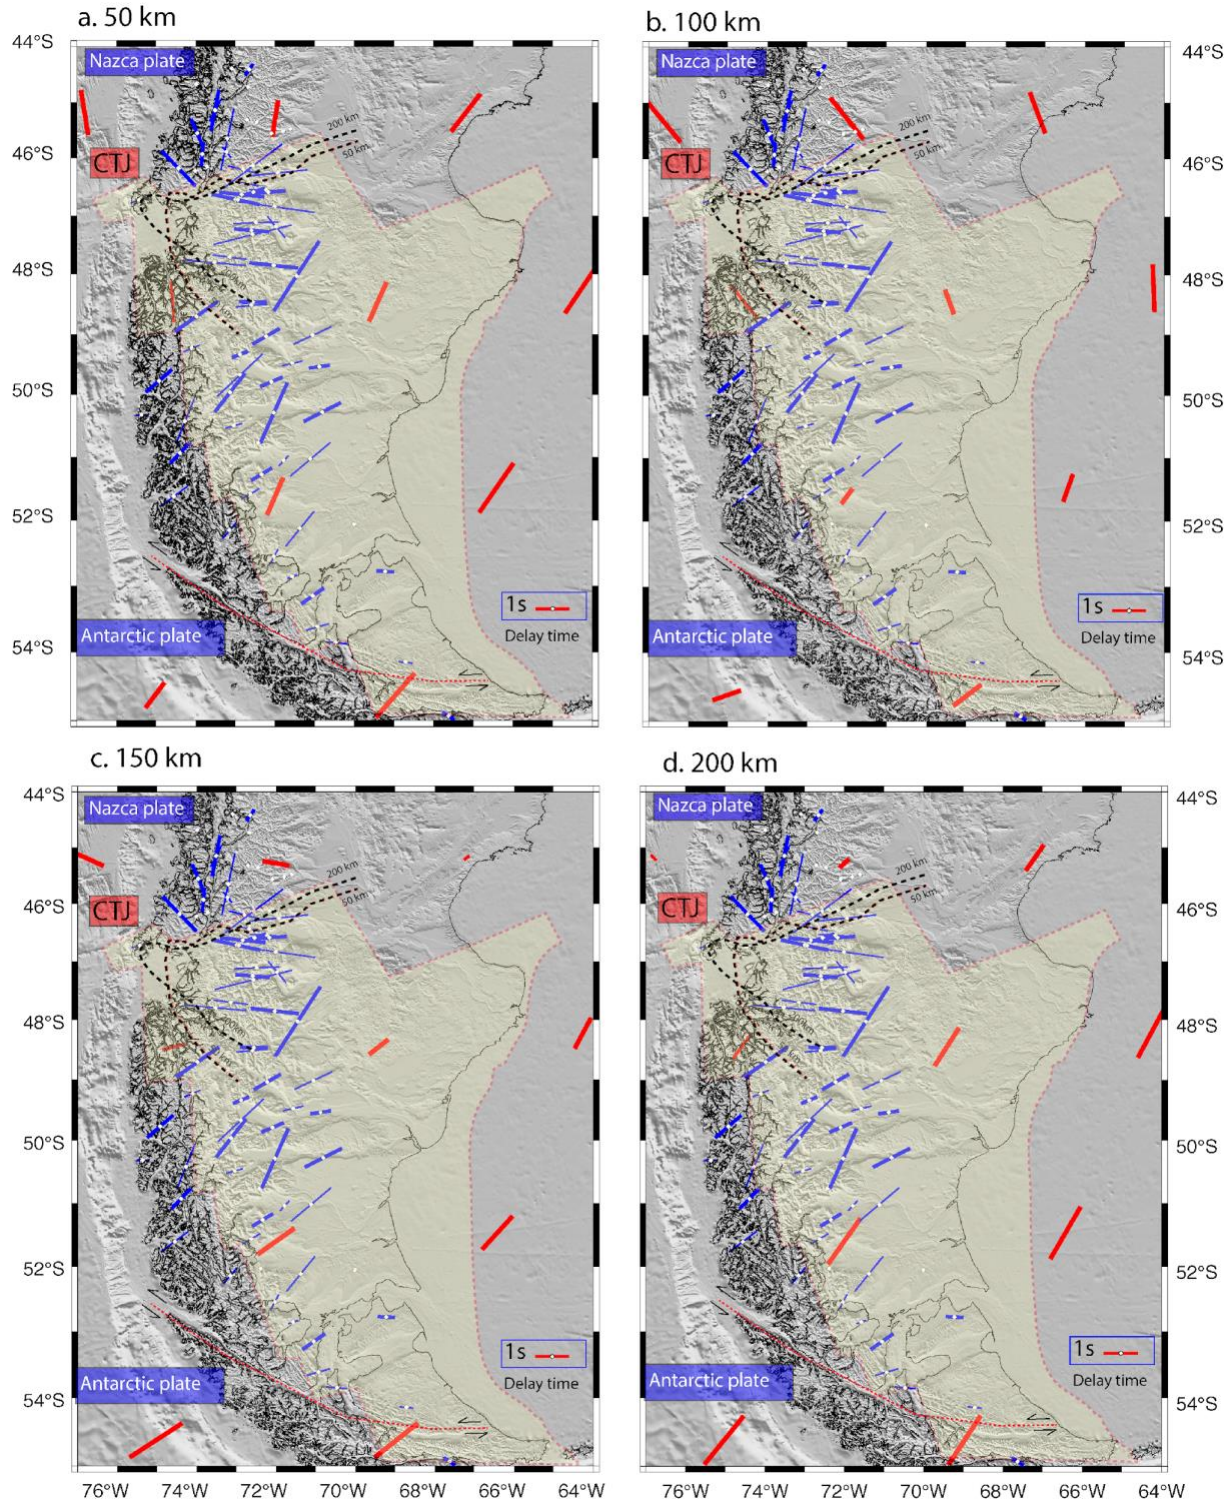 a. 50 km
b. 100 km
44°S
Nazca plate
Nazca plate
44°S
200 km
50 km
200 km
50 km
46°S
CTJ
CTJ
46°S
48°S
48°S
50°S
50°S
52°S
52°S
1s
1s
Antarctic plate
Delay time
Antarctic plate
Delay time
54°S
54°S
c. 150 km
d. 200 km
44°S
Nazca plate
Nazca plate
44°S
200 km
50 km
200 km
50 km
46°S
CTJ
CTJ
46°S
48°S
48°S
50°S
50°S
52°S
52°S
1s
1s
Antarctic plate
Delay time
Antarctic plate
Delay time
54°S
54°S
76°W 74°W 72°W 70°W 68°W 66°W 64°W
76°W 74°W 72°W 70°W 68°W 66°W 64°W